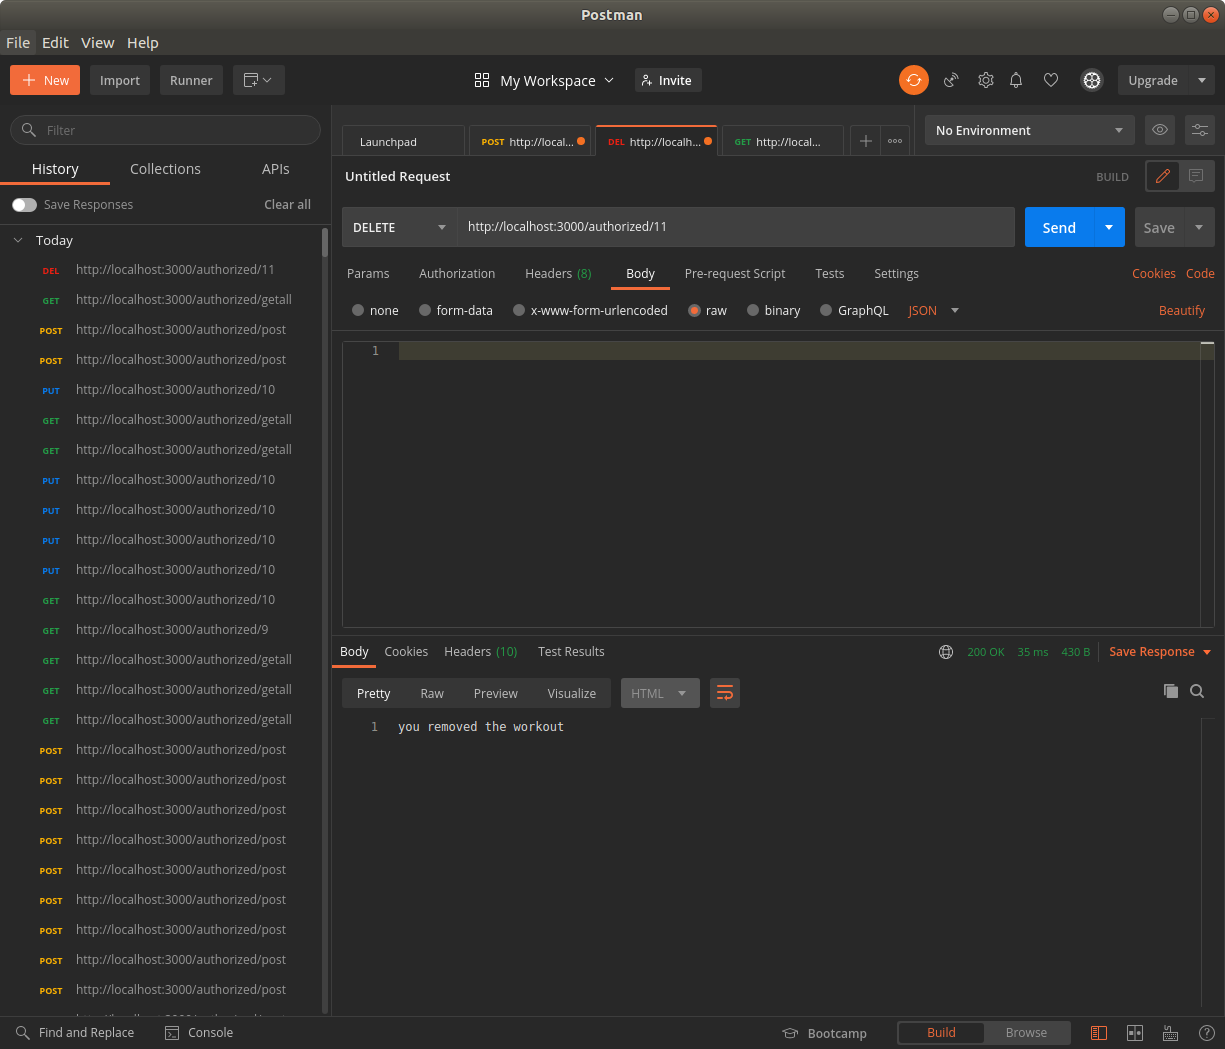 Postman
File Edit View Help
New Import Runner My Workspace Invite Upgrade
Filter
History Collections APIs
Save Responses Clear all
Today
DEL http://localhost:3000/authorized/11
GET http://localhost:3000/authorized/getall
POST http://localhost:3000/authorized/post
POST http://localhost:3000/authorized/post
PUT http://localhost:3000/authorized/10
GET http://localhost:3000/authorized/getall
GET http://localhost:3000/authorized/getall
PUT http://localhost:3000/authorized/10
PUT http://localhost:3000/authorized/10
PUT http://localhost:3000/authorized/10
PUT http://localhost:3000/authorized/10
GET http://localhost:3000/authorized/10
GET http://localhost:3000/authorized/9
GET http://localhost:3000/authorized/getall
GET http://localhost:3000/authorized/getall
GET http://localhost:3000/authorized/getall
POST http://localhost:3000/authorized/post
POST http://localhost:3000/authorized/post
POST http://localhost:3000/authorized/post
POST http://localhost:3000/authorized/post
POST http://localhost:3000/authorized/post
POST http://localhost:3000/authorized/post
POST http://localhost:3000/authorized/post
POST http://localhost:3000/authorized/post
POST http://localhost:3000/authorized/post
Launchpad POST http://local... DEL http://localh... GET http://local... No Environment
Untitled Request BUILD
DELETE http://localhost:3000/authorized/11 Send Save
Params Authorization Headers (8) Body Pre-request Script Tests Settings Cookies Code
none form-data x-www-form-urlencoded raw binary GraphQL JSON Beautify
1
Body Cookies Headers (10) Test Results 200 OK 35 ms 430 B Save Response
Pretty Raw Preview Visualize HTML
1 you removed the workout
Find and Replace Console Bootcamp Build Browse